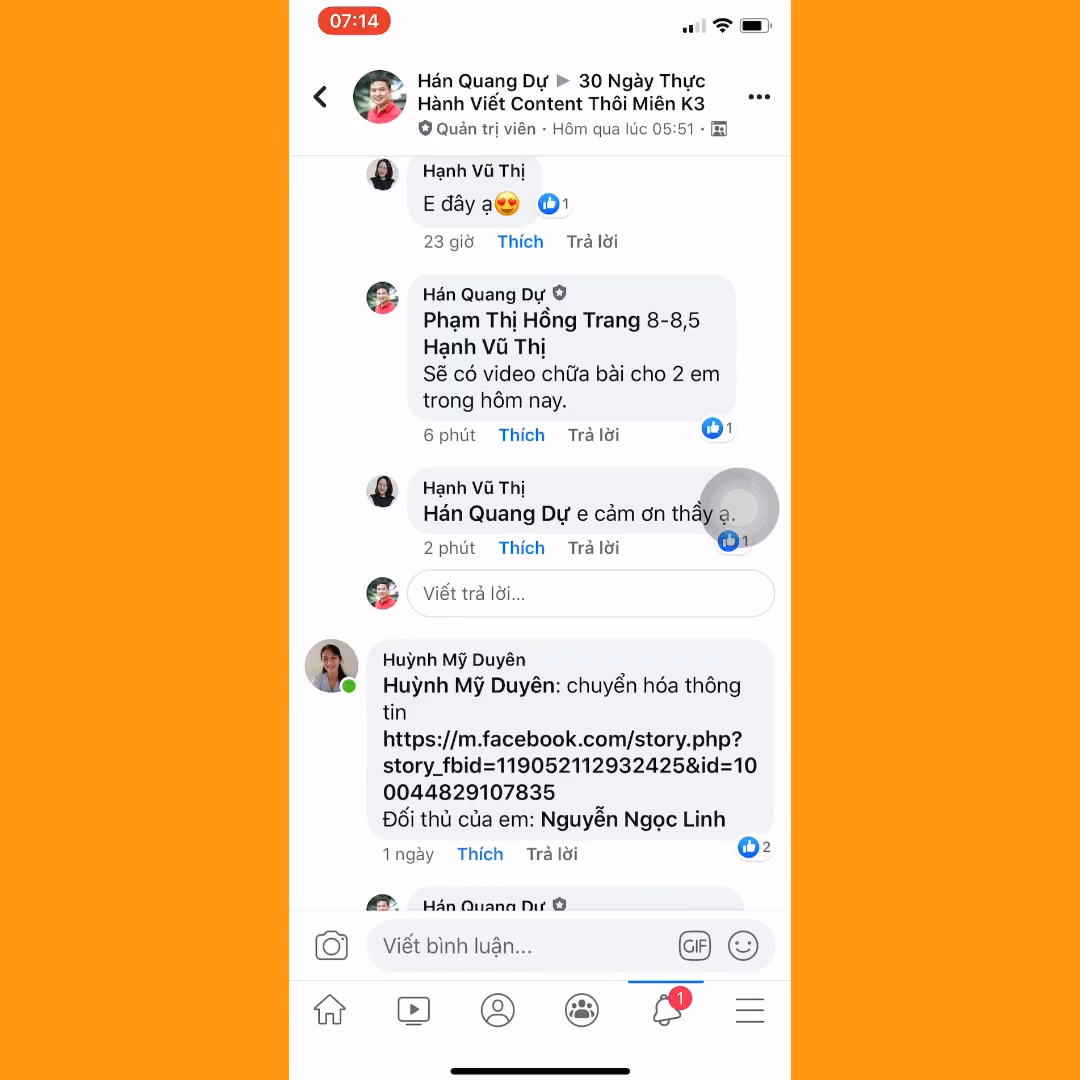 07:14
Hán Quang Dự ▶ 30 Ngày Thực
Hành Viết Content Thôi Miên K3
Quản trị viên · Hôm qua lúc 05:51 ·
Hạnh Vũ Thị
E đây ạ😍 1
23 giờ Thích Trả lời
Hán Quang Dự
Phạm Thị Hồng Trang 8-8,5
Hạnh Vũ Thị
Sẽ có video chữa bài cho 2 em
trong hôm nay.
6 phút Thích Trả lời 1
Hạnh Vũ Thị
Hán Quang Dự e cảm ơn thầy ạ.
2 phút Thích Trả lời 1
Viết trả lời...
Huỳnh Mỹ Duyên
Huỳnh Mỹ Duyên: chuyển hóa thông
tin
https://m.facebook.com/story.php?
story_fbid=119052112932425&id=10
0044829107835
Đối thủ của em: Nguyễn Ngọc Linh
1 ngày Thích Trả lời 2
Hán Quang Dự
Viết bình luận... GIF
1